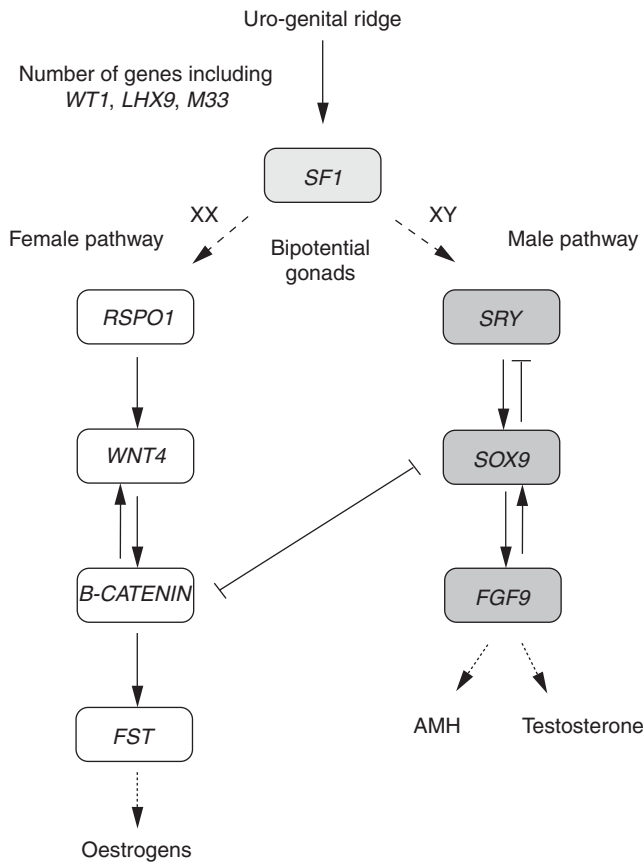 Uro-genital ridge
Number of genes including
WT1, LHX9, M33
SF1
XX
XY
Female pathway
Bipotential
gonads
Male pathway
RSPO1
SRY
WNT4
SOX9
B-CATENIN
FGF9
FST
AMH
Testosterone
Oestrogens